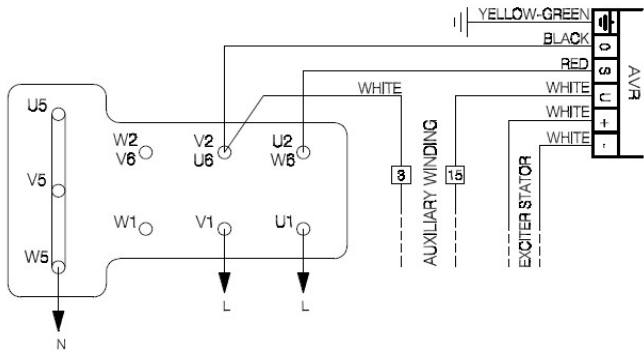 YELLOW-GREEN
BLACK
0
RED
S
WHITE
WHITE
U
WHITE
+
WHITE
-
AVR
U5
V5
W5
W2
V6
V2
U6
U2
W6
W1
V1
U1
3
15
AUXILIARY WINDING
EXCITER STATOR
L
L
N